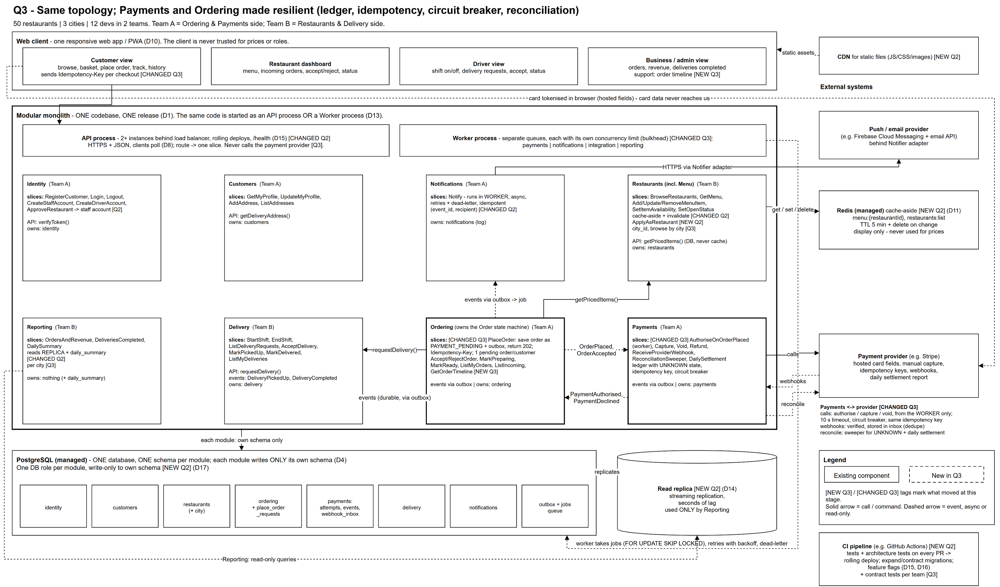 Q3 - Same topology; Payments and Ordering made resilient (ledger, idempotency, circuit breaker, reconciliation)
50 restaurants | 3 cities | 12 devs in 2 teams. Team A = Ordering & Payments side; Team B = Restaurants & Delivery side.
Web client - one responsive web app / PWA (D10). The client is never trusted for prices or roles.
Customer view
browse, basket, place order, track, history
sends Idempotency-Key per checkout [CHANGED Q3]
Restaurant dashboard
menu, incoming orders, accept/reject, status
Driver view
shift on/off, delivery requests, accept, status
Business / admin view
orders, revenue, deliveries completed
support: order timeline [NEW Q3]
static assets
CDN for static files (JS/CSS/images) [NEW Q2]
External systems
card tokenised in browser (hosted fields) - card data never reaches us
Modular monolith - ONE codebase, ONE release (D1). The same code is started as an API process OR a Worker process (D13).
API process - 2+ instances behind load balancer, rolling deploys, /health (D15) [CHANGED Q2]
HTTPS + JSON, clients poll (D8); route -> one slice. Never calls the payment provider [Q3].
Worker process - separate queues, each with its own concurrency limit (bulkhead) [CHANGED Q3]:
payments | notifications | integration | reporting
Push / email provider
(e.g. Firebase Cloud Messaging + email API)
behind Notifier adapter
HTTPS via Notifier adapter
Identity (Team A)
slices: RegisterCustomer, Login, Logout,
CreateStaffAccount, CreateDriverAccount,
ApproveRestaurant -> staff account [Q2]
API: verifyToken()
owns: identity
Customers (Team A)
slices: GetMyProfile, UpdateMyProfile,
AddAddress, ListAddresses
API: getDeliveryAddress()
owns: customers
Notifications (Team A)
slices: Notify - runs in WORKER, async,
retries + dead-letter, idempotent
(event_id, recipient) [CHANGED Q2]
owns: notifications (log)
Restaurants (incl. Menu) (Team B)
slices: BrowseRestaurants, GetMenu,
Add/Update/RemoveMenuItem,
SetItemAvailability, SetOpenStatus
cache-aside + invalidate [CHANGED Q2]
ApplyAsRestaurant [NEW Q2]
city_id, browse by city [Q3]
API: getPricedItems() (DB, never cache)
owns: restaurants
get / set / delete
Redis (managed) cache-aside [NEW Q2] (D11)
menu:{restaurantId}, restaurants:list
TTL 5 min + delete on change
display only - never used for prices
events via outbox -> job
getPricedItems()
Reporting (Team B)
slices: OrdersAndRevenue, DeliveriesCompleted,
DailySummary
reads REPLICA + daily_summary
[CHANGED Q2]
per city [Q3]
owns: nothing (+ daily_summary)
Delivery (Team B)
slices: StartShift, EndShift,
ListDeliveryRequests, AcceptDelivery,
MarkPickedUp, MarkDelivered,
ListMyDeliveries
API: requestDelivery()
events: DeliveryPickedUp, DeliveryCompleted
owns: delivery
requestDelivery()
events (durable, via outbox)
Ordering (owns the Order state machine) (Team A)
slices: [CHANGED Q3] PlaceOrder: save order as
PAYMENT_PENDING + outbox, return 202;
Idempotency-Key; 1 pending order/customer
Accept/RejectOrder, MarkPreparing,
MarkReady, ListMyOrders, ListIncoming,
GetOrderTimeline [NEW Q3]
events via outbox | owns: ordering
OrderPlaced,
OrderAccepted
PaymentAuthorised,
PaymentDeclined
Payments (Team A)
slices: [CHANGED Q3] AuthoriseOnOrderPlaced
(worker), Capture, Void, Refund,
ReceiveProviderWebhook,
ReconciliationSweeper, DailySettlement
ledger with UNKNOWN state,
idempotency key, circuit breaker
events via outbox | owns: payments
calls
webhooks
reconcile
Payment provider (e.g. Stripe)
hosted card fields, manual capture,
idempotency keys, webhooks,
daily settlement report
Payments <-> provider [CHANGED Q3]
calls: authorise / capture / void, from the WORKER only;
10 s timeout, circuit breaker, same idempotency key
webhooks: verified, stored in inbox (dedupe)
reconcile: sweeper for UNKNOWN + daily settlement
each module: own schema only
PostgreSQL (managed) - ONE database, ONE schema per module; each module writes ONLY its own schema (D4)
One DB role per module, write-only to own schema [NEW Q2] (D17)
identity
customers
restaurants
(+ city)
ordering
+ place_order
_requests
payments:
attempts, events,
webhook_inbox
delivery
notifications
outbox + jobs
queue
replicates
Read replica [NEW Q2] (D14)
streaming replication,
seconds of lag
used ONLY by Reporting
Legend
Existing component
New in Q3
[NEW Q3] / [CHANGED Q3] tags mark what moved at this
stage.
Solid arrow = call / command. Dashed arrow = event, async or
read-only.
worker takes jobs (FOR UPDATE SKIP LOCKED), retries with backoff, dead-letter
Reporting: read-only queries
CI pipeline (e.g. GitHub Actions) [NEW Q2]
tests + architecture tests on every PR ->
rolling deploy; expand/contract migrations;
feature flags (D15, D16)
+ contract tests per team [Q3]